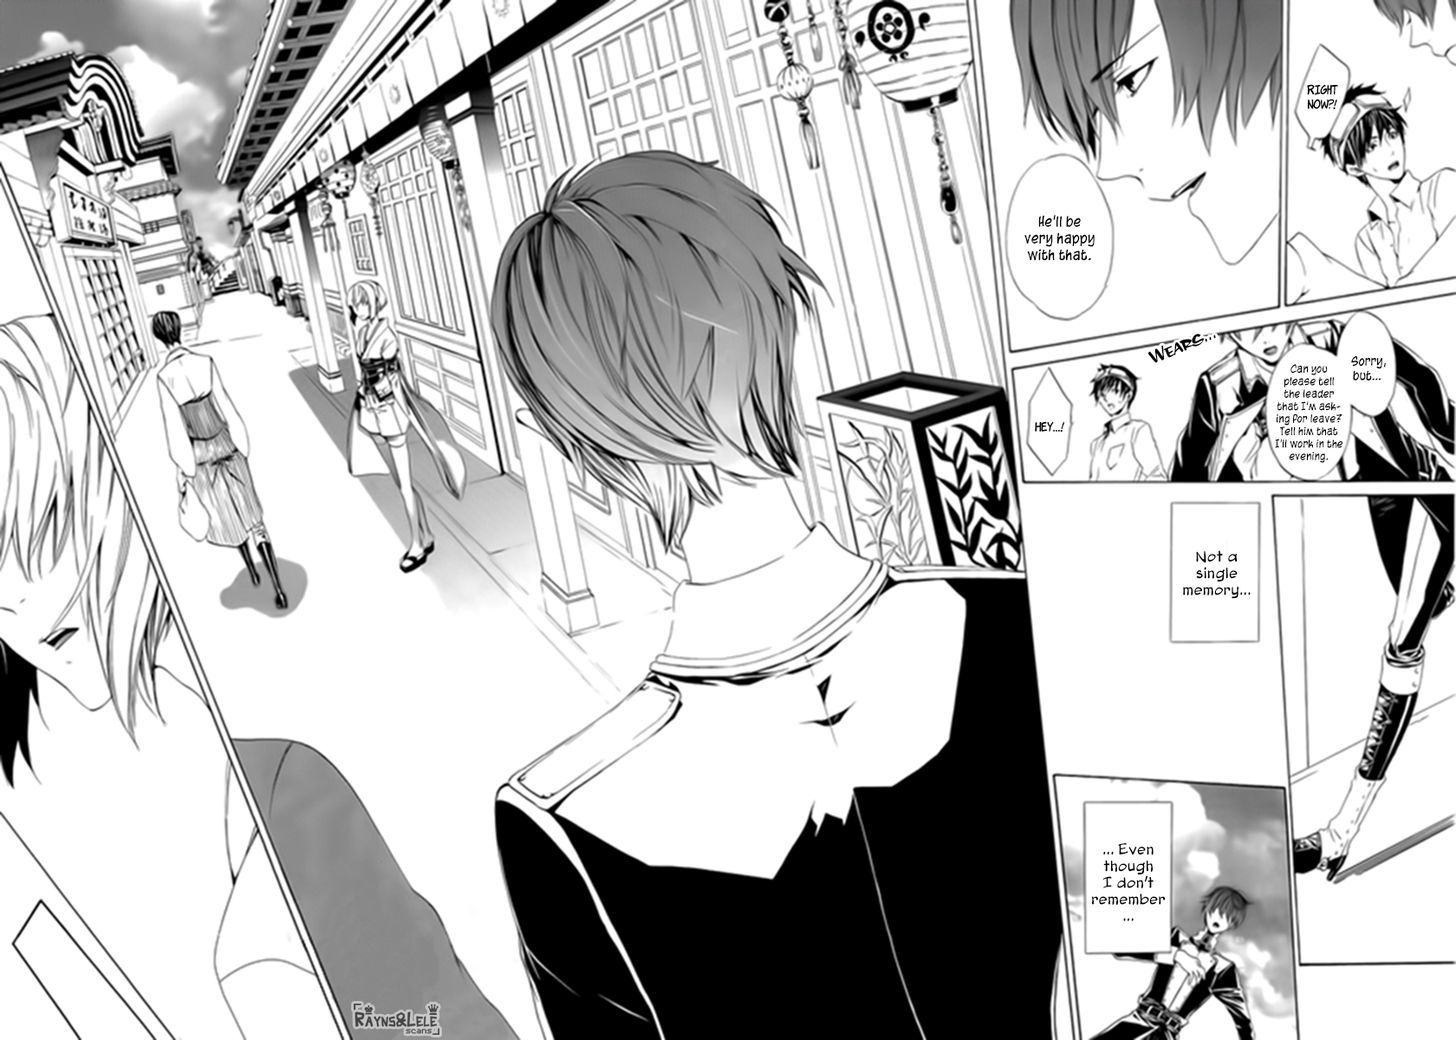 RIGHT
NOW?!
He'll be
very happy
with that.
Sorry,
but...
Can you
please tell
the leader
that I'm ask-
ing for leave?
Tell him that
I'll work in the
evening.
WEARS...
HEY...!
Not a
single
memory...
... Even
though
I don't
remember
...
RAYNS&LELE
scans